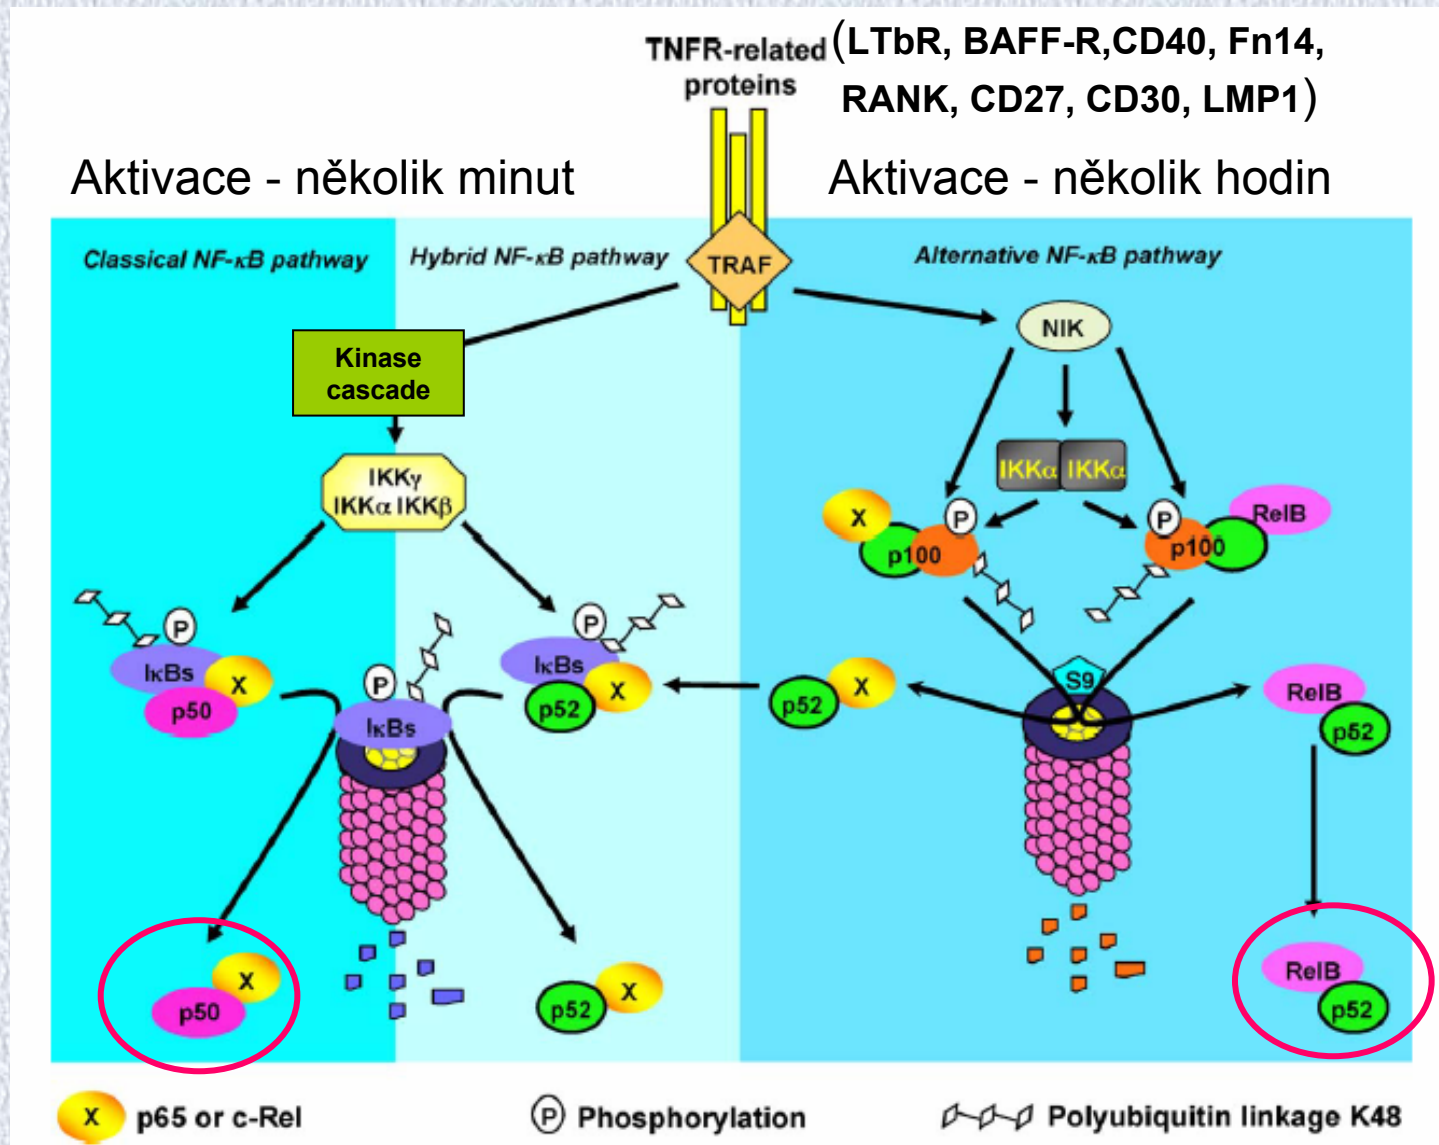 TNFR-related (LTbR, BAFF-R,CD40, Fn14,
proteins RANK, CD27, CD30, LMP1)
Aktivace - několik minut
Aktivace - několik hodin
Classical NF-κB pathway
Hybrid NF-κB pathway
TRAF
Alternative NF-κB pathway
NIK
Kinase
cascade
IKKγ
IKKα IKKβ
IKKα IKKα
P
X
p100
P
RelB
p100
P
IκBs
X
p50
P
IκBs
P
IκBs
X
p52
X
p52
S9
RelB
p52
X
p50
X
p52
RelB
p52
X p65 or c-Rel
P Phosphorylation
Polyubiquitin linkage K48